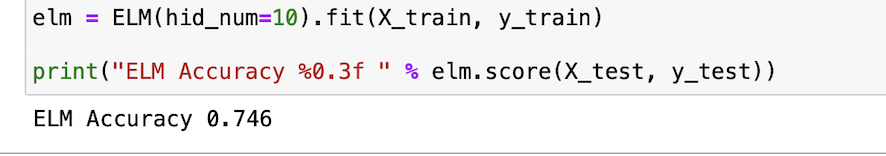 elm = ELM(hid_num=10).fit(X_train, y_train)
print("ELM Accuracy %0.3f " % elm.score(X_test, y_test))
ELM Accuracy 0.746